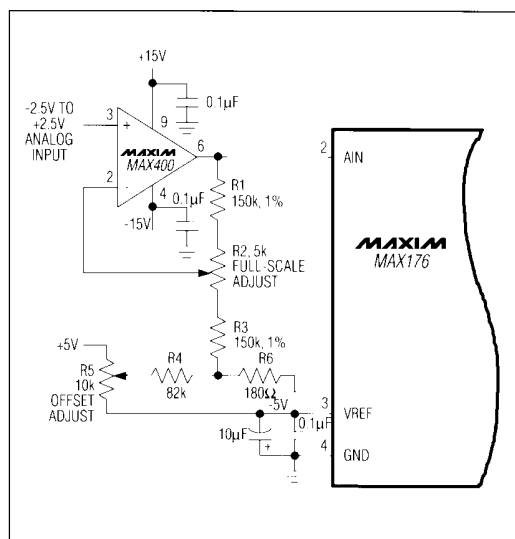 +15V
0.1µF
-2.5V TO
+2.5V
ANALOG
INPUT
3
+
9
MAXIM
MAX400
6
2
-
4
0.1µF
-15V
R1
150k, 1%
R2, 5k
FULL-SCALE
ADJUST
R3
150k, 1%
+5V
R5
10k
OFFSET
ADJUST
R4
82k
R6
180Ω
-5V
10µF
+
0.1µF
2
AIN
MAXIM
MAX176
3
VREF
4
GND